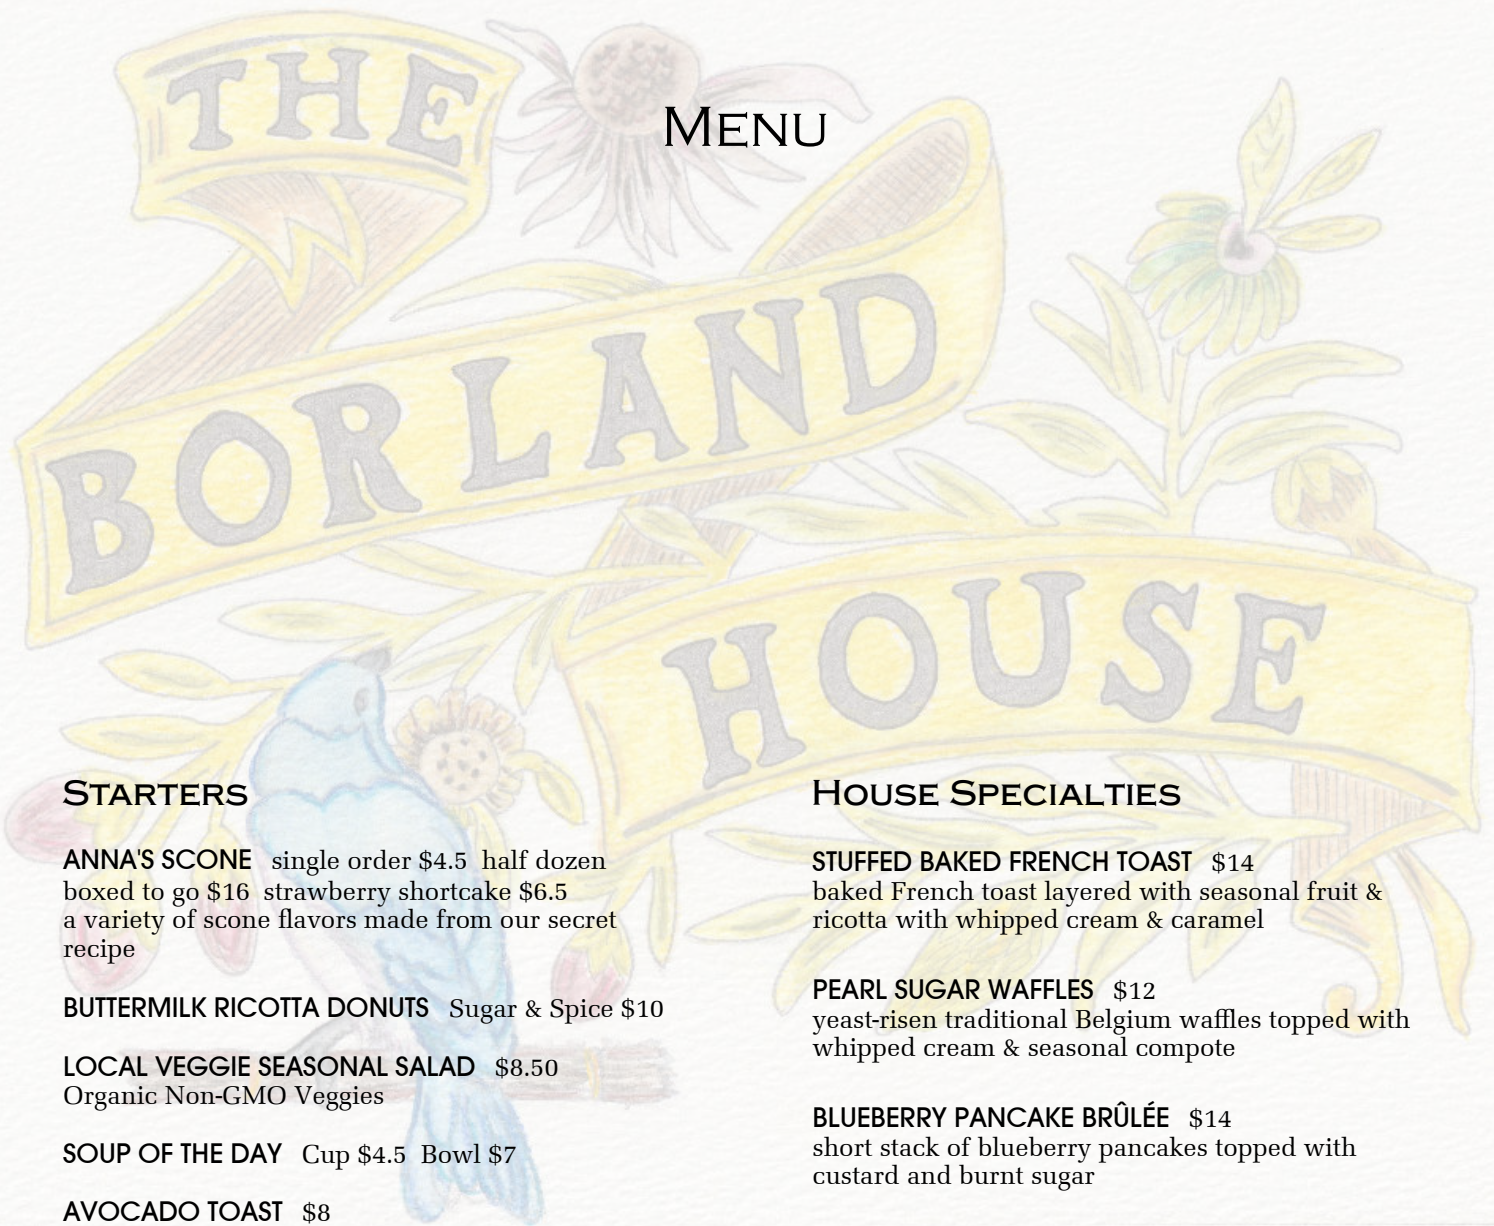 THE
BORLAND
HOUSE
MENU
STARTERS
ANNA'S SCONE single order $4.5 half dozen
boxed to go $16 strawberry shortcake $6.5
a variety of scone flavors made from our secret
recipe
BUTTERMILK RICOTTA DONUTS Sugar & Spice $10
LOCAL VEGGIE SEASONAL SALAD $8.50
Organic Non-GMO Veggies
SOUP OF THE DAY Cup $4.5 Bowl $7
AVOCADO TOAST $8
HOUSE SPECIALTIES
STUFFED BAKED FRENCH TOAST $14
baked French toast layered with seasonal fruit &
ricotta with whipped cream & caramel
PEARL SUGAR WAFFLES $12
yeast-risen traditional Belgium waffles topped with
whipped cream & seasonal compote
BLUEBERRY PANCAKE BRÛLÉE $14
short stack of blueberry pancakes topped with
custard and burnt sugar